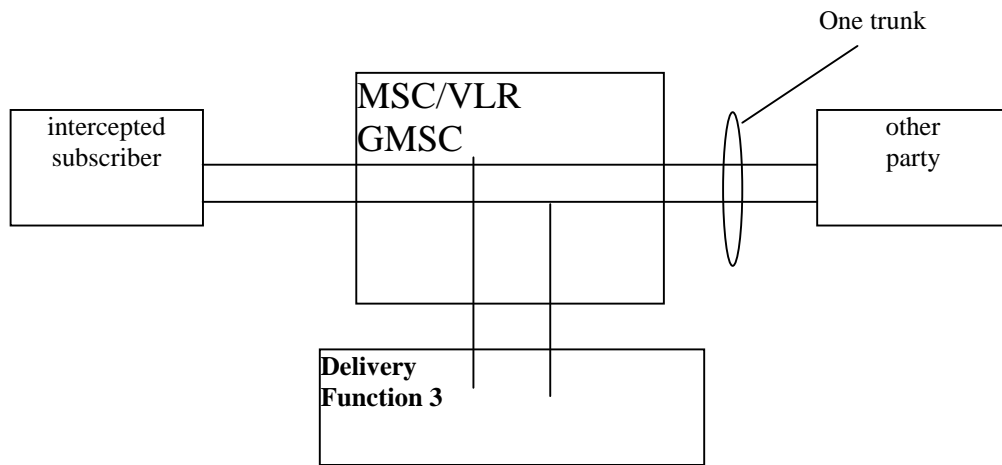 One trunk
MSC/VLR
GMSC
intercepted
subscriber
other
party
Delivery
Function 3